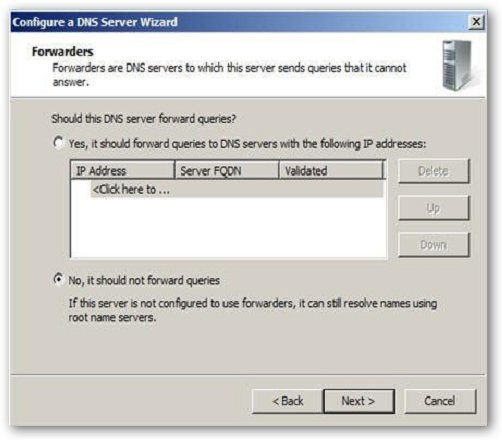 Configure a DNS Server Wizard
Forwarders
Forwarders are DNS servers to which this server sends queries that it cannot
answer.
Should this DNS server forward queries?
Yes, it should forward queries to DNS servers with the following IP addresses:
IP Address Server FQDN Validated
<Click here to ...
Delete
Up
Down
No, it should not forward queries
If this server is not configured to use forwarders, it can still resolve names using
root name servers.
< Back Next > Cancel